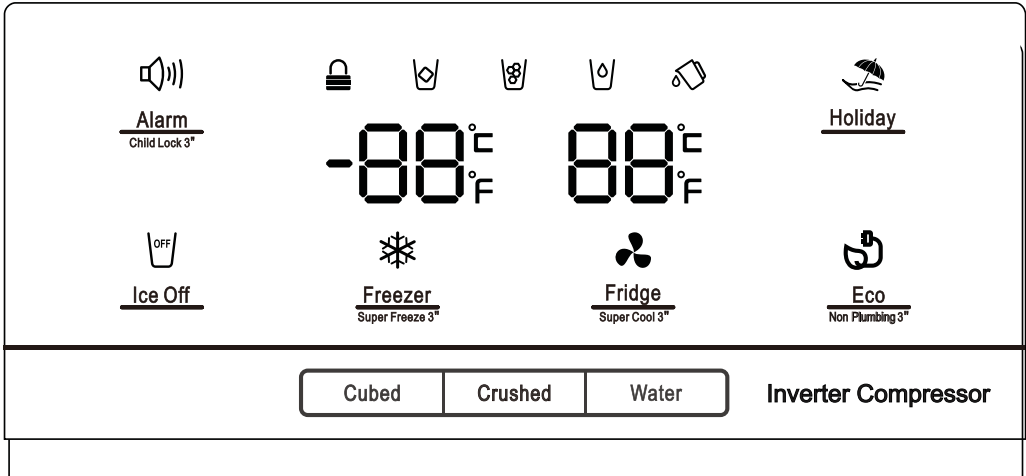 Alarm
Child Lock 3"
-88°C
°F
88°C
°F
Holiday
OFF
Ice Off
Freezer
Super Freeze 3"
Fridge
Super Cool 3"
Eco
Non Plumbing 3"
Cubed
Crushed
Water
Inverter Compressor